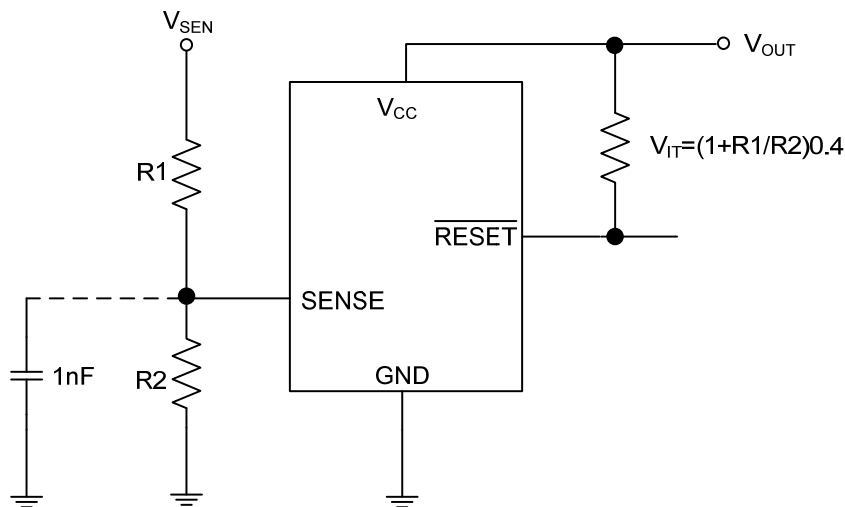 VSEN
VOUT
VCC
R1
VIT=(1+R1/R2)0.4
RESET
SENSE
1nF
R2
GND